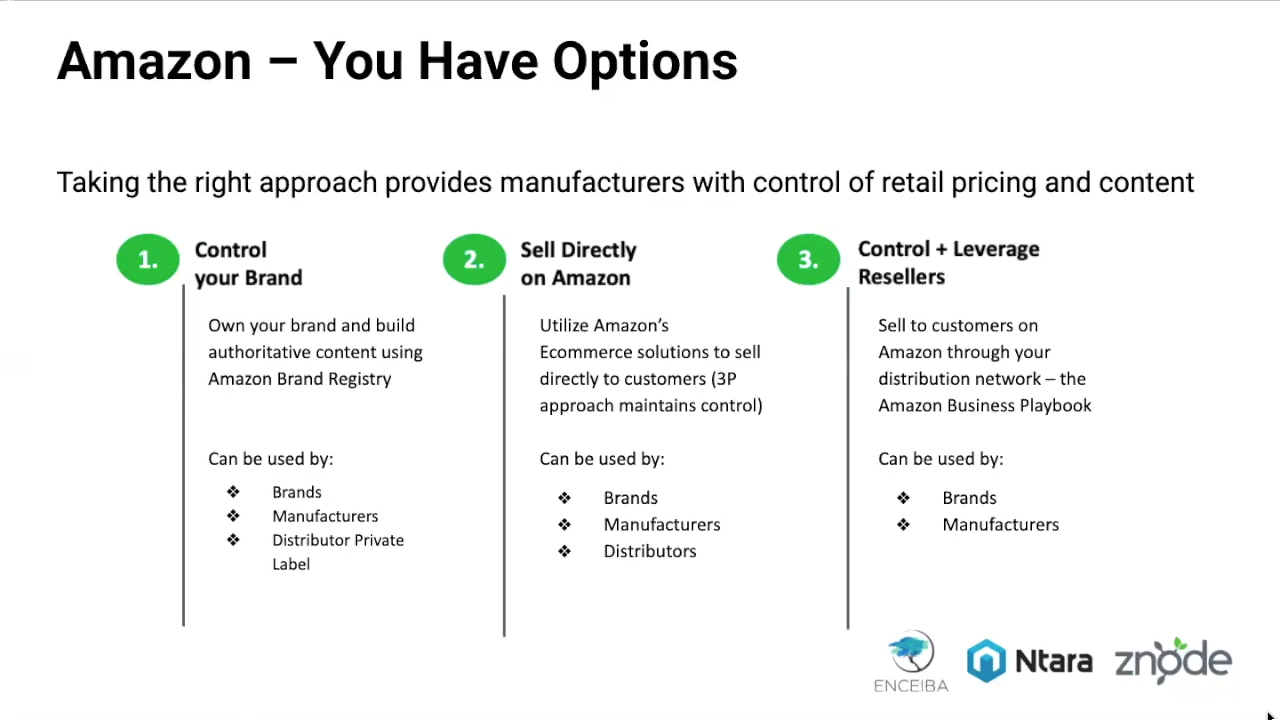 Amazon – You Have Options
Taking the right approach provides manufacturers with control of retail pricing and content
1.
Control
your Brand
Own your brand and build
authoritative content using
Amazon Brand Registry
Can be used by:
❖ Brands
❖ Manufacturers
❖ Distributor Private
Label
2.
Sell Directly
on Amazon
Utilize Amazon’s
Ecommerce solutions to sell
directly to customers (3P
approach maintains control)
Can be used by:
❖ Brands
❖ Manufacturers
❖ Distributors
3.
Control + Leverage
Resellers
Sell to customers on
Amazon through your
distribution network – the
Amazon Business Playbook
Can be used by:
❖ Brands
❖ Manufacturers
ENCEIBA
Ntara
znode